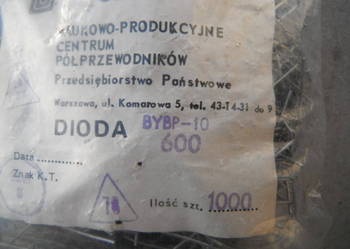 NAUKOWO-PRODUKCYJNE
CENTRUM
PÓŁPRZEWODNIKÓW
Przedsiębiorstwo Państwowe
Warszawa, ul. Komarowa 5, tel. 43-14-31 do 9
DIODA BYBP-10
600
Data
Znak K.T.
Ilość szt. 1000